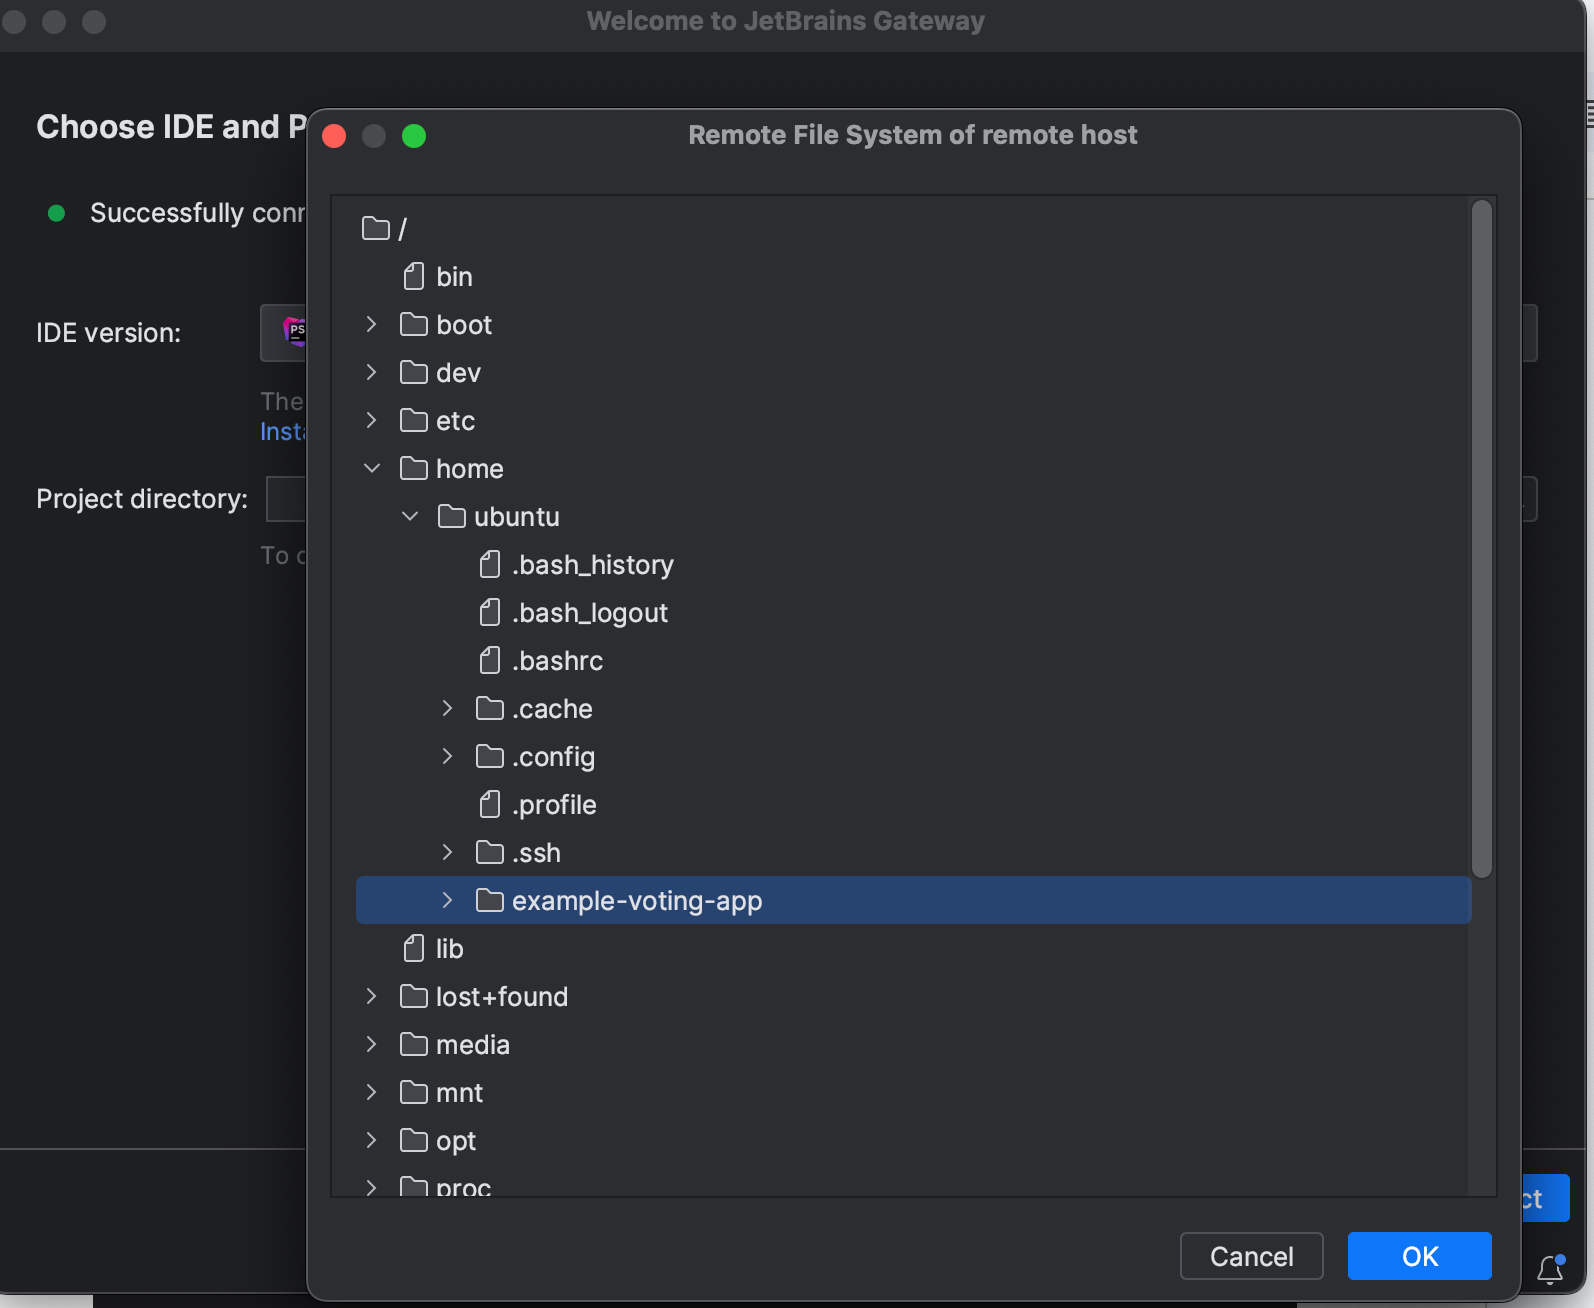 Welcome to JetBrains Gateway
Choose IDE and P
Remote File System of remote host
Successfully conn
IDE version:
PS
The
Insta
Project directory:
To
/
bin
boot
dev
etc
home
ubuntu
.bash_history
.bash_logout
.bashrc
.cache
.config
.profile
.ssh
example-voting-app
lib
lost+found
media
mnt
opt
proc
ct
Cancel
OK